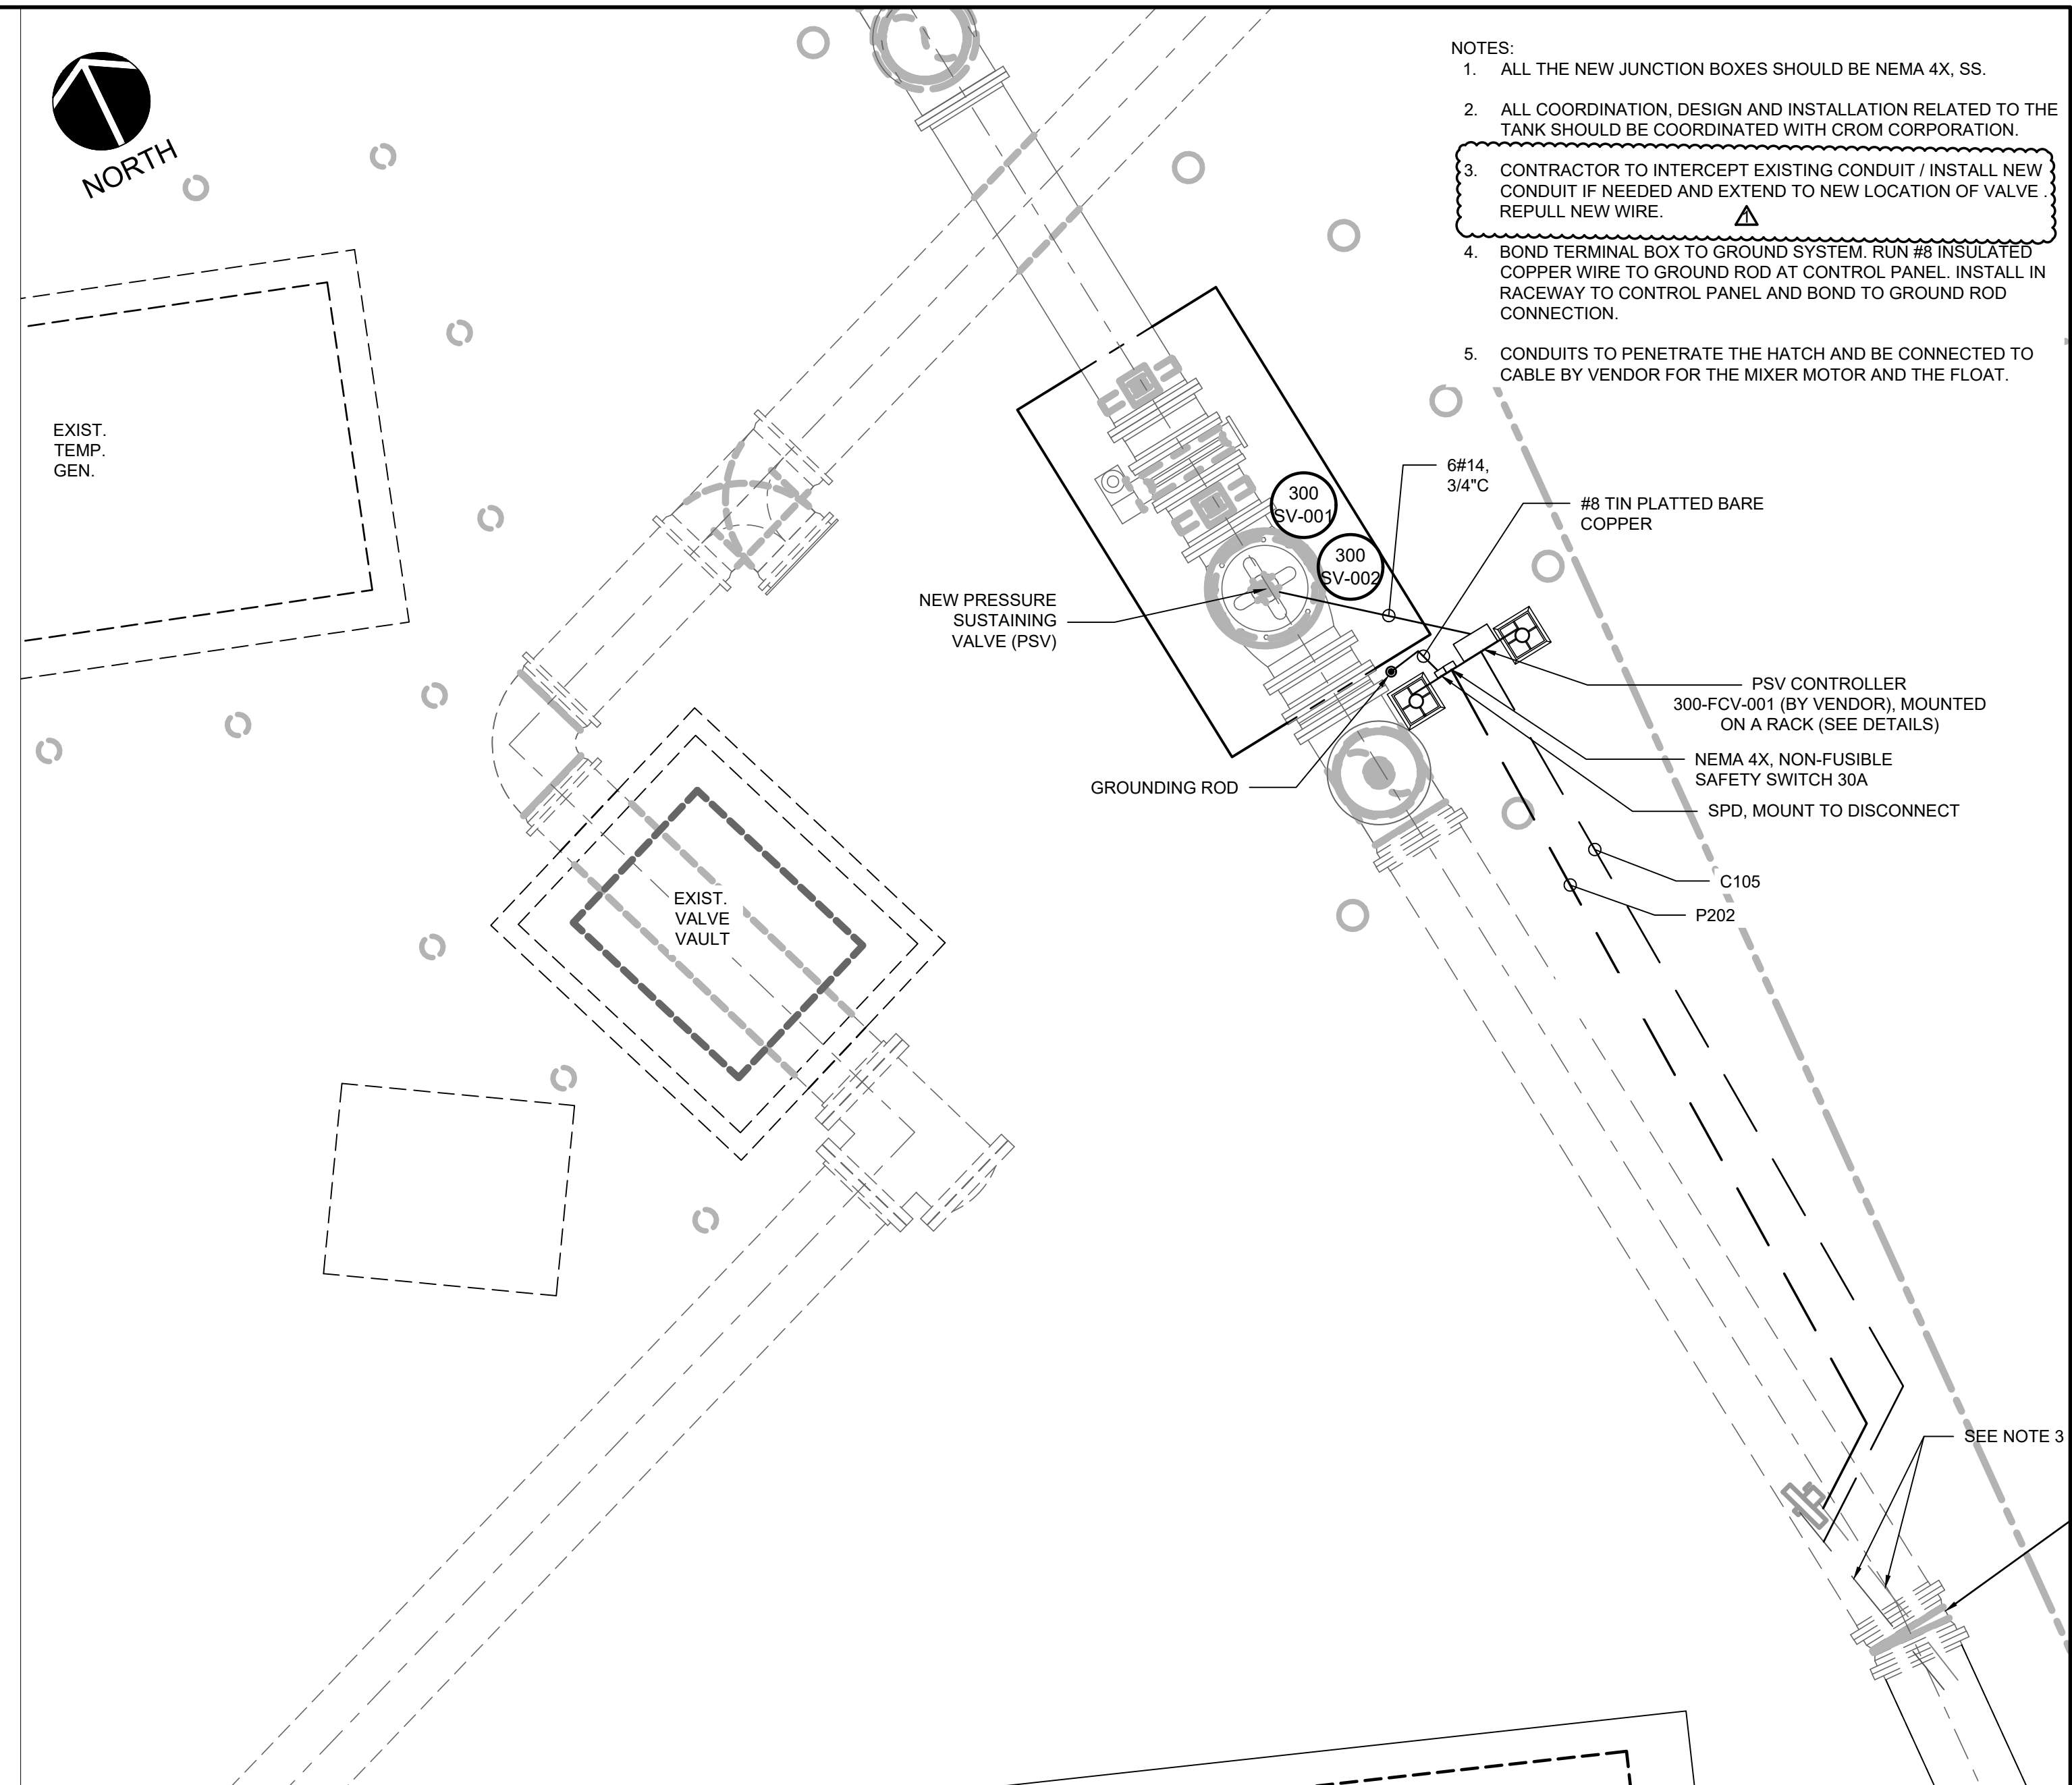 NORTH
NOTES:
1. ALL THE NEW JUNCTION BOXES SHOULD BE NEMA 4X, SS.
2. ALL COORDINATION, DESIGN AND INSTALLATION RELATED TO THE
TANK SHOULD BE COORDINATED WITH CROM CORPORATION.
3. CONTRACTOR TO INTERCEPT EXISTING CONDUIT / INSTALL NEW
CONDUIT IF NEEDED AND EXTEND TO NEW LOCATION OF VALVE .
REPULL NEW WIRE.
1
4. BOND TERMINAL BOX TO GROUND SYSTEM. RUN #8 INSULATED
COPPER WIRE TO GROUND ROD AT CONTROL PANEL. INSTALL IN
RACEWAY TO CONTROL PANEL AND BOND TO GROUND ROD
CONNECTION.
5. CONDUITS TO PENETRATE THE HATCH AND BE CONNECTED TO
CABLE BY VENDOR FOR THE MIXER MOTOR AND THE FLOAT.
EXIST.
TEMP.
GEN.
6#14,
3/4"C
#8 TIN PLATTED BARE
COPPER
300
SV-001
300
SV-002
NEW PRESSURE
SUSTAINING
VALVE (PSV)
PSV CONTROLLER
300-FCV-001 (BY VENDOR), MOUNTED
ON A RACK (SEE DETAILS)
NEMA 4X, NON-FUSIBLE
SAFETY SWITCH 30A
GROUNDING ROD
SPD, MOUNT TO DISCONNECT
C105
P202
EXIST.
VALVE
VAULT
SEE NOTE 3